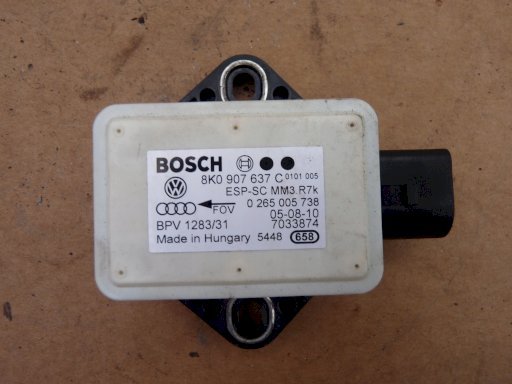 BOSCH
8K0 907 637 C 0101 005
ESP-SC MM3.R7k
FOV 0 265 005 738
05-08-10
BPV 1283/31 7033874
Made in Hungary 5448 658